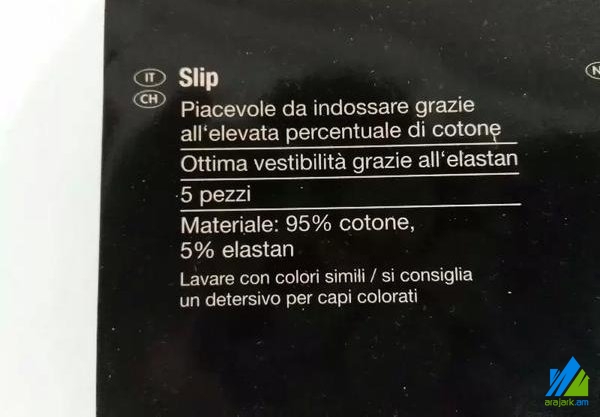 IT Slip
CH
Piacevole da indossare grazie
all'elevata percentuale di cotone
Ottima vestibilità grazie all'elastan
5 pezzi
Materiale: 95% cotone,
5% elastan
Lavare con colori simili / si consiglia
un detersivo per capi colorati
arajark.am